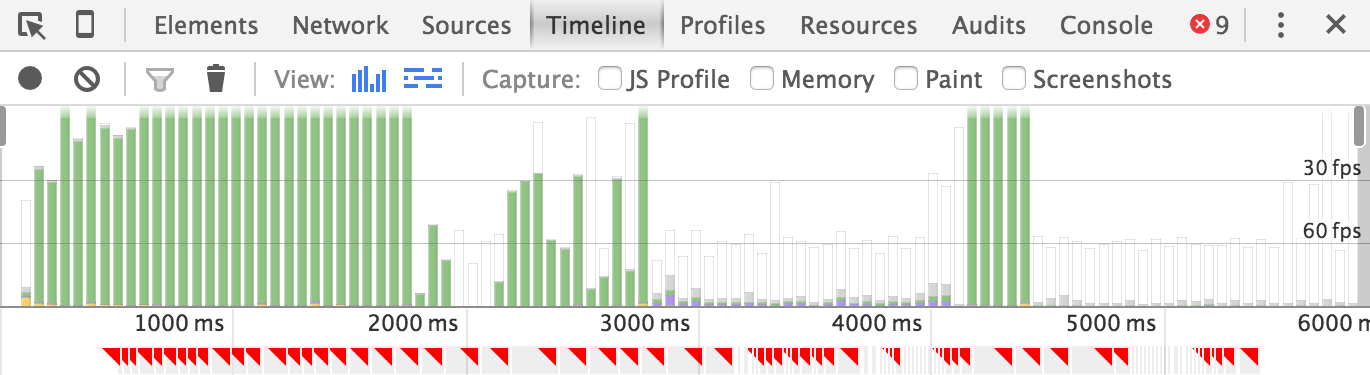 Elements Network Sources Timeline Profiles Resources Audits Console 9
View: Capture: JS Profile Memory Paint Screenshots
30 fps
60 fps
1000 ms 2000 ms 3000 ms 4000 ms 5000 ms 6000 m